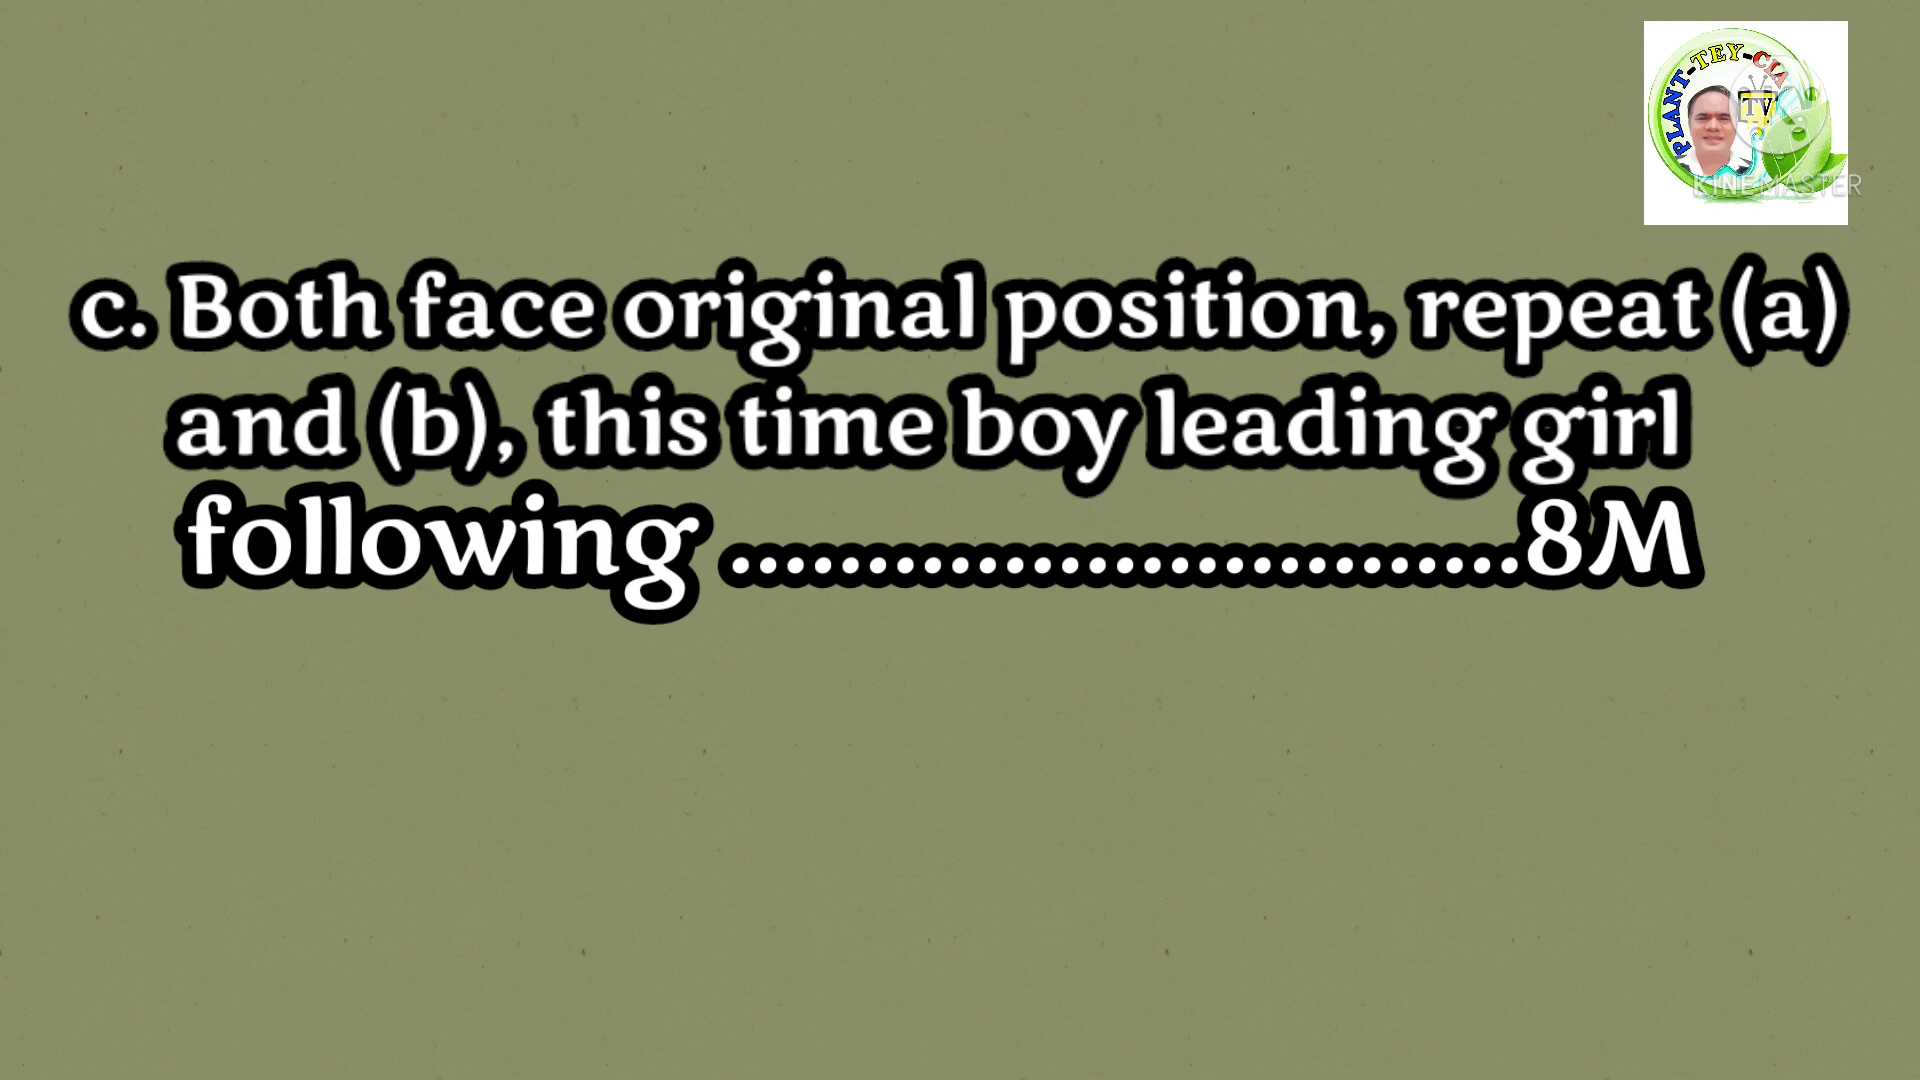 PLANT-TEY-CIA
TV
KINEMASTER
c. Both face original position, repeat (a)
and (b), this time boy leading girl
following .............................8M